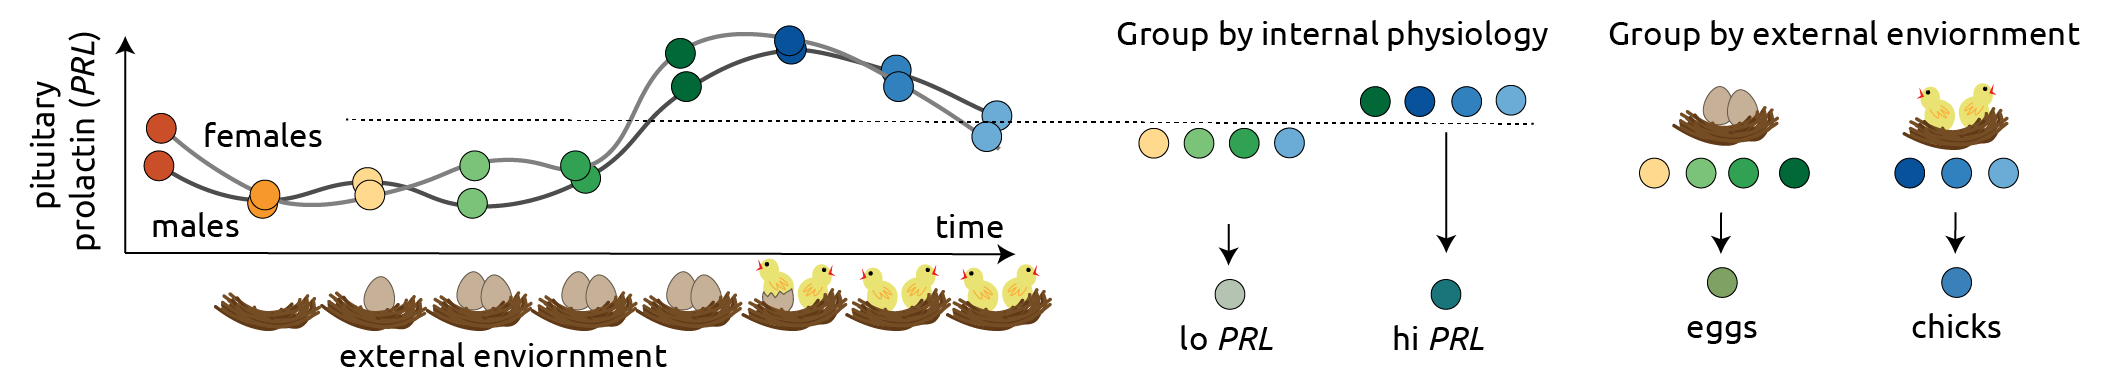 pituitary
prolactin (PRL)
females
males
time
external enviornment
Group by internal physiology
lo PRL
hi PRL
Group by external enviornment
eggs
chicks